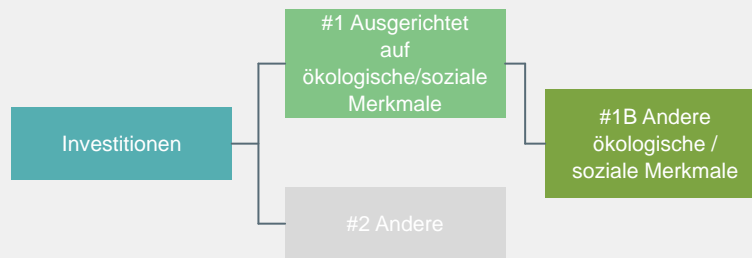 #1 Ausgerichtet
auf
ökologische/soziale
Merkmale
Investitionen
#1B Andere
ökologische /
soziale Merkmale
#2 Andere